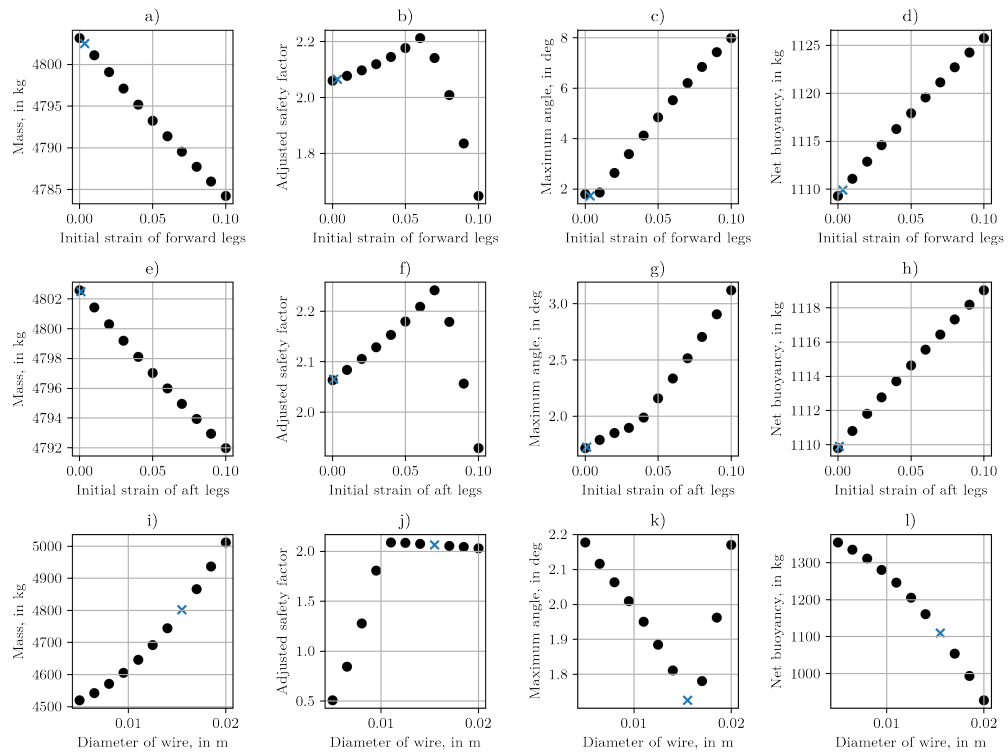 a)
b)
c)
d)
Mass, in kg
4800
4795
4790
4785
Adjusted safety factor
2.2
2.0
1.8
Maximum angle, in deg
8
6
4
2
Net buoyancy, in kg
1125
1120
1115
1110
0.00 0.05 0.10
0.00 0.05 0.10
0.00 0.05 0.10
0.00 0.05 0.10
Initial strain of forward legs
Initial strain of forward legs
Initial strain of forward legs
Initial strain of forward legs
e)
f)
g)
h)
Mass, in kg
4802
4800
4798
4796
4794
4792
Adjusted safety factor
2.2
2.1
2.0
Maximum angle, in deg
3.0
2.5
2.0
Net buoyancy, in kg
1118
1116
1114
1112
1110
0.00 0.05 0.10
0.00 0.05 0.10
0.00 0.05 0.10
0.00 0.05 0.10
Initial strain of aft legs
Initial strain of aft legs
Initial strain of aft legs
Initial strain of aft legs
i)
j)
k)
l)
Mass, in kg
5000
4900
4800
4700
4600
4500
Adjusted safety factor
2.0
1.5
1.0
0.5
Maximum angle, in deg
2.2
2.1
2.0
1.9
1.8
Net buoyancy, in kg
1300
1200
1100
1000
0.01 0.02
0.01 0.02
0.01 0.02
0.01 0.02
Diameter of wire, in m
Diameter of wire, in m
Diameter of wire, in m
Diameter of wire, in m